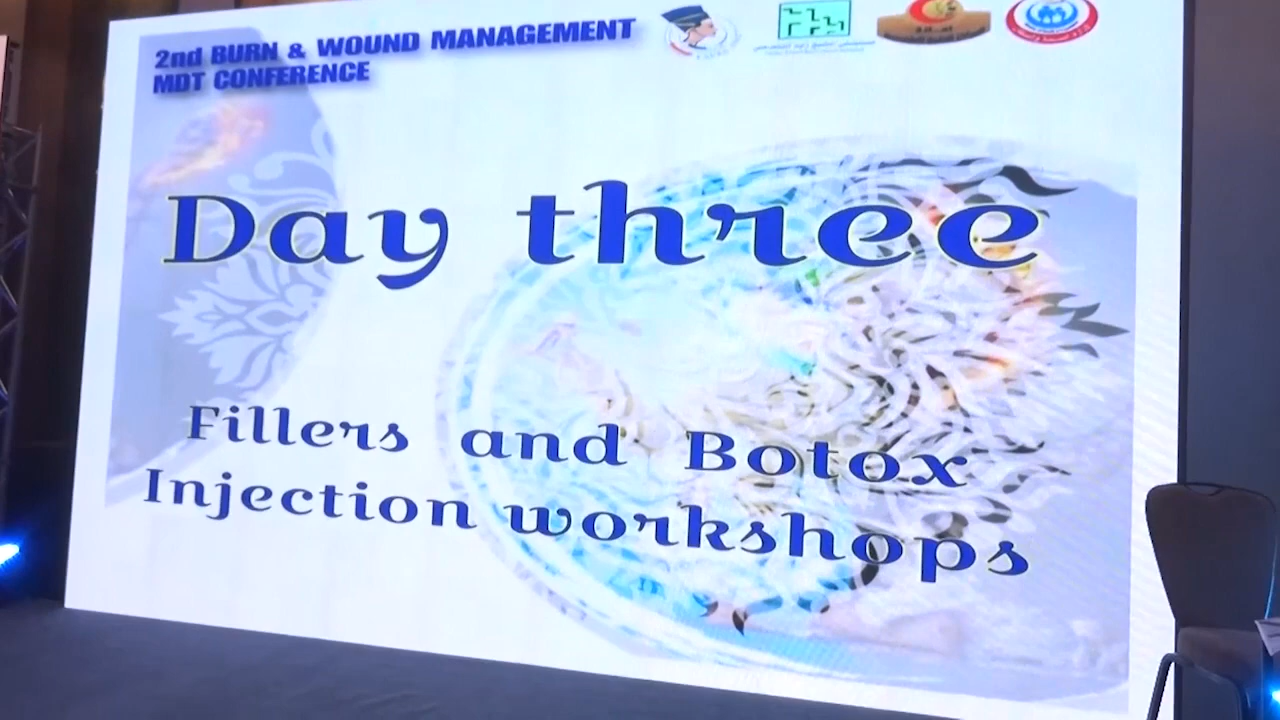 2nd BURN & WOUND MANAGEMENT
MDT CONFERENCE
Day three
Fillers and Botox
Injection workshops